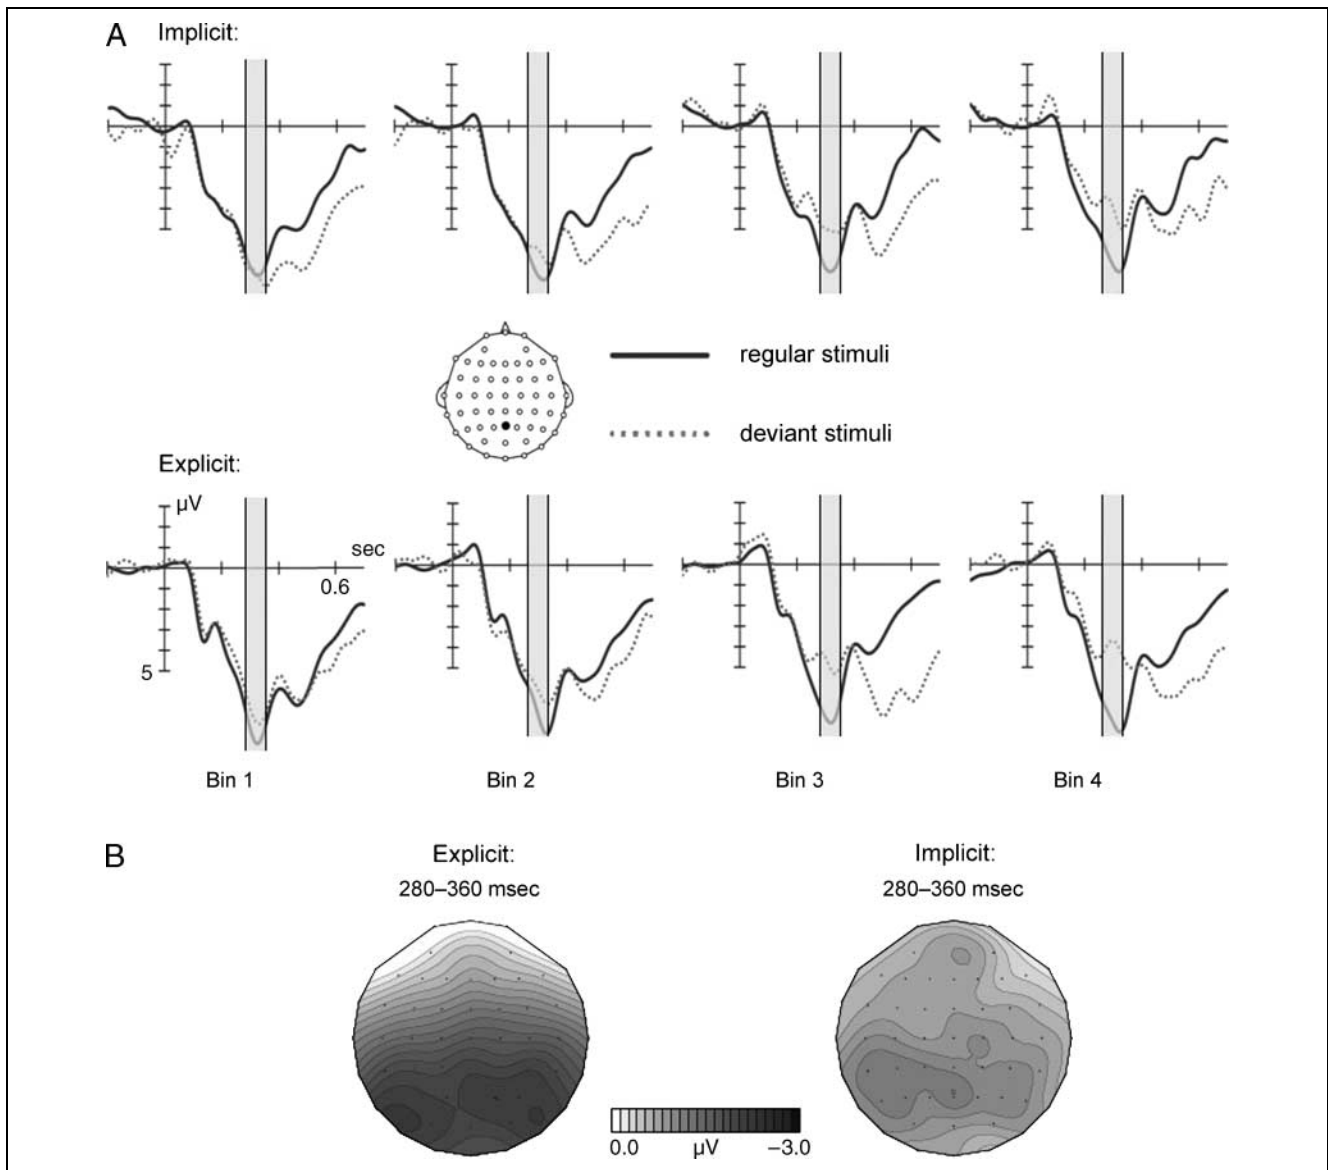 A
Implicit:
regular stimuli
deviant stimuli
Explicit:
µV
sec
0.6
5
Bin 1
Bin 2
Bin 3
Bin 4
B
Explicit:
280–360 msec
Implicit:
280–360 msec
0.0 µV –3.0